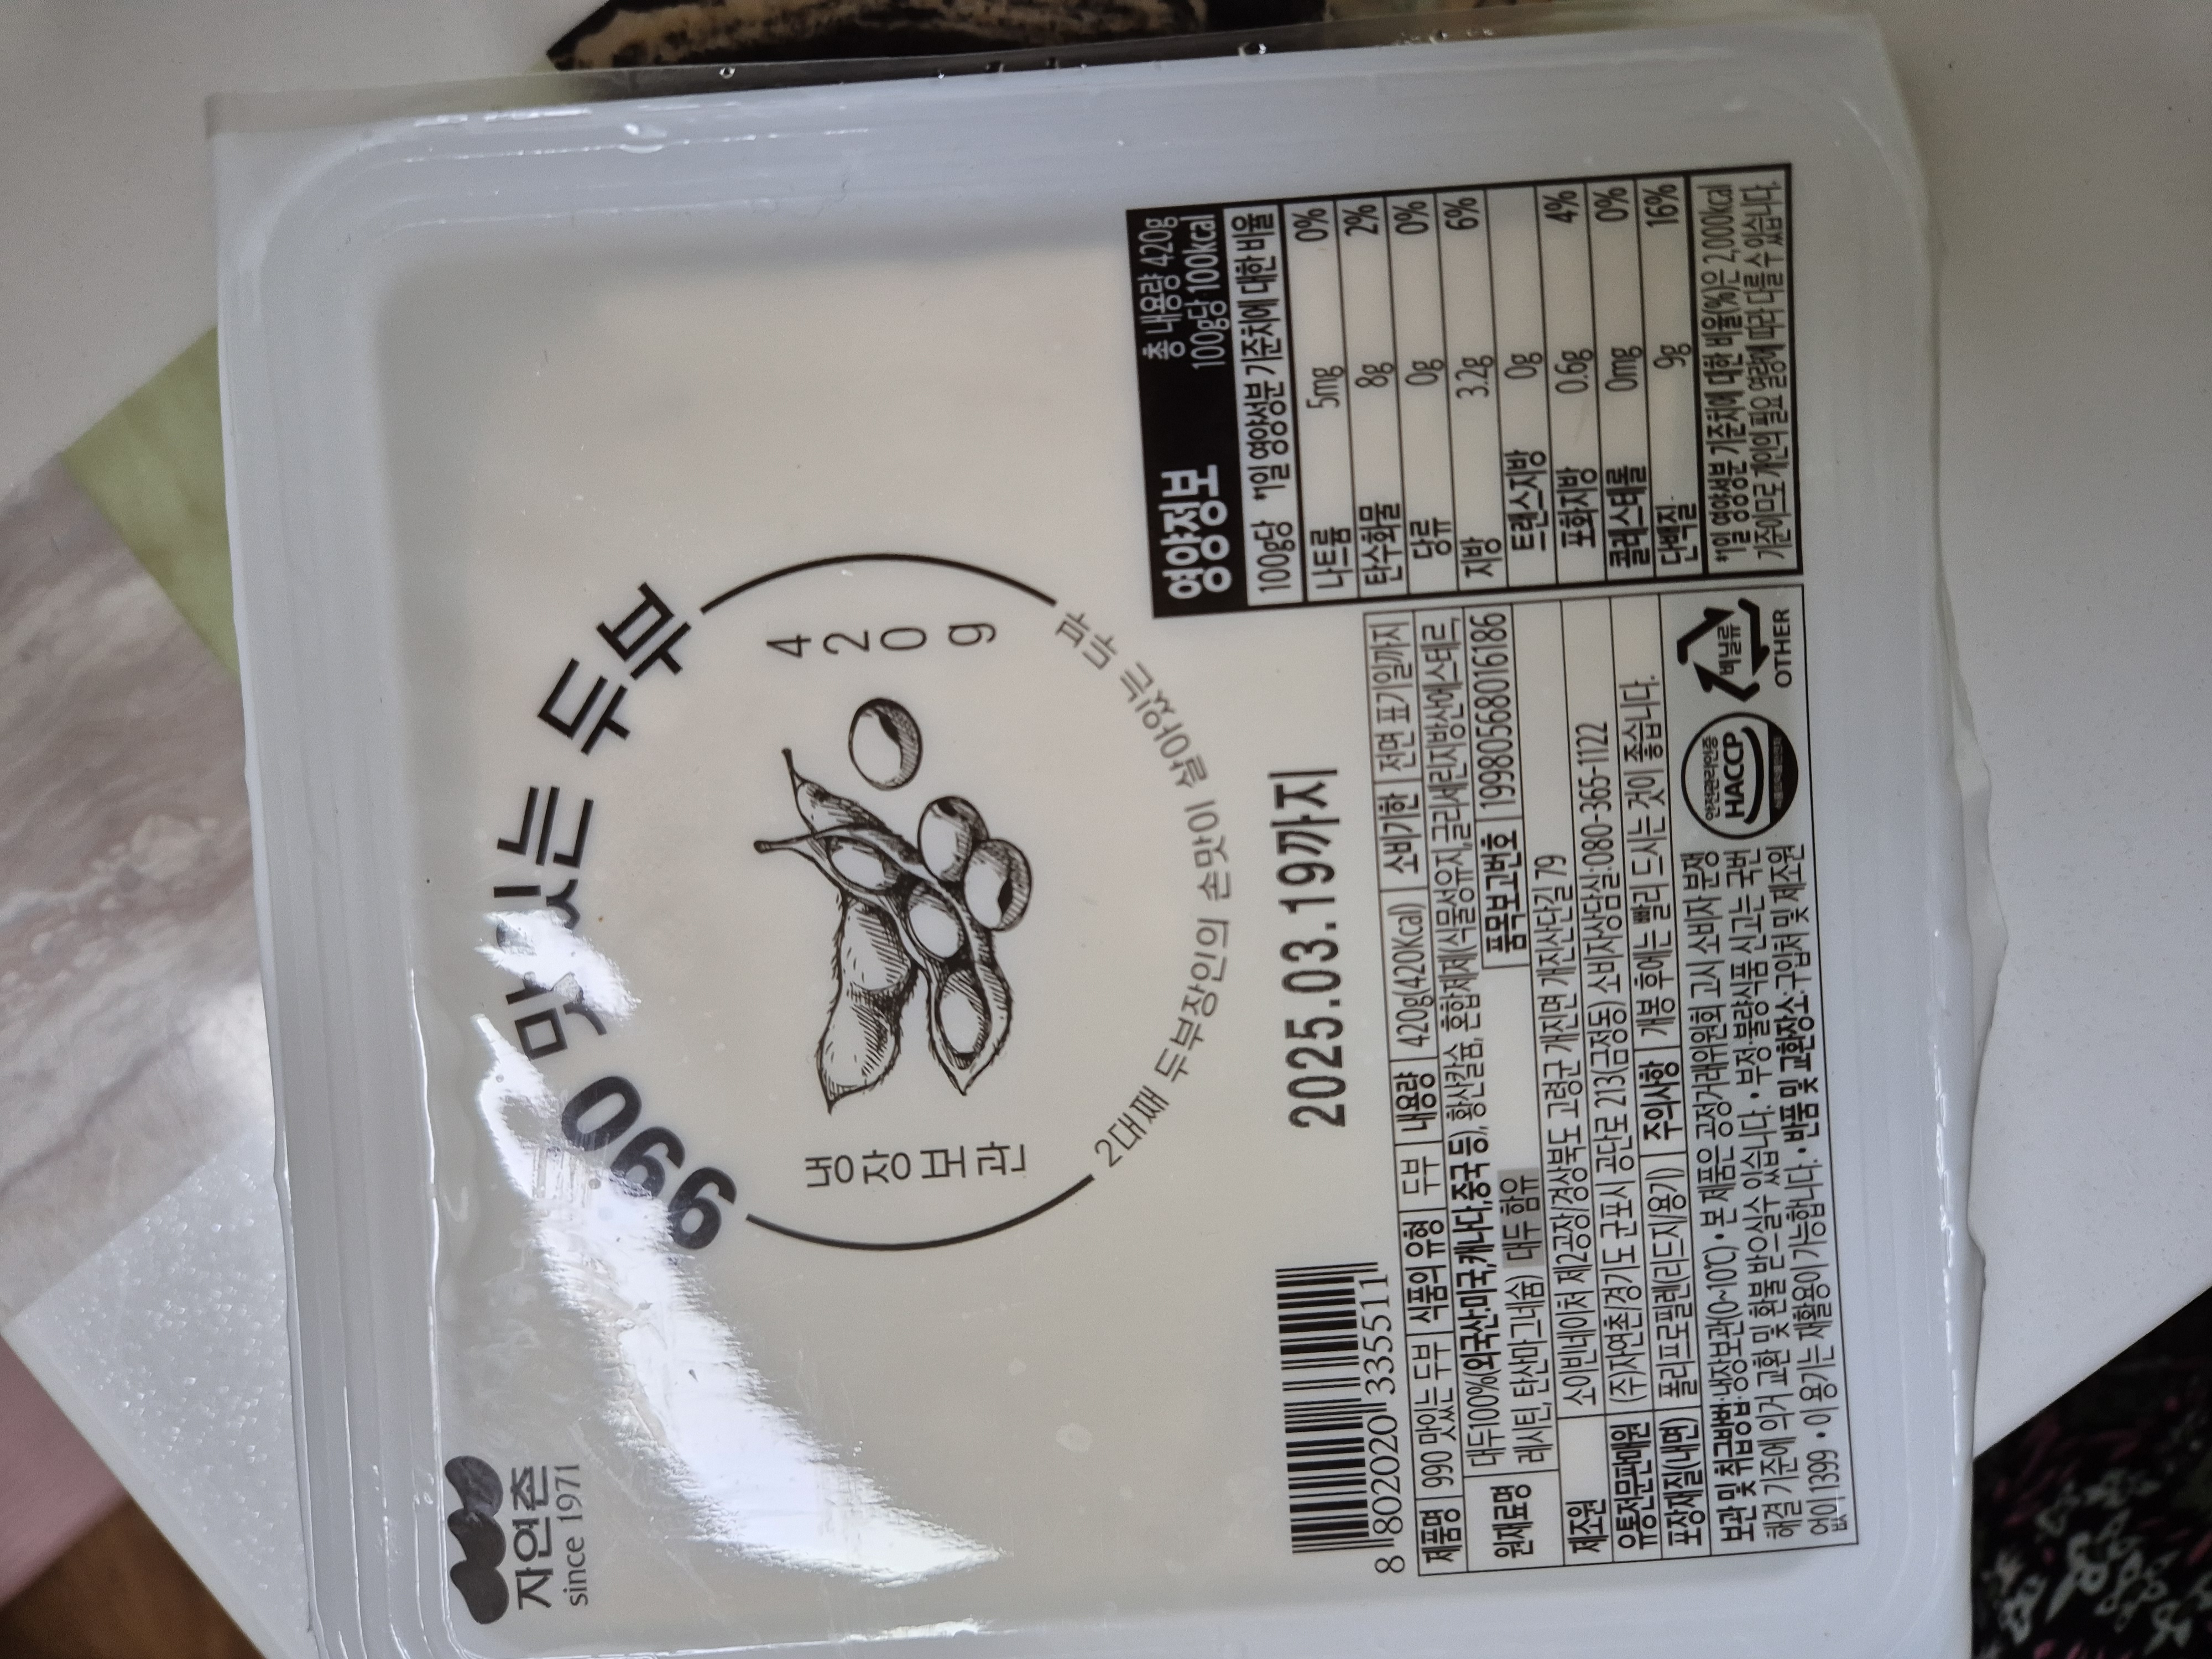 자연촌
since 1971
990 맛있는 두부
냉장보관
420g
2대째 두부장인의 손맛이 살아있는
2025.03.19까지
8 802020 335511
제품명 990 맛있는 두부 식품의 유형 두부 내용량 420g(420Kcal) 소비기한 전면 표기일까지
원재료명 대두100%(외국산:미국,캐나다,중국 등), 황산칼슘, 혼합제제(식물성유지,글리세리지방산에스테르,
레시틴,탄산마그네슘) 대두 함유 품목보고번호 19980568016186
제조원 소이빈네이처 제2공장/경상북도 고령군 개진면 개진산단길 79
유통전문판매원 (주)자연촌/경기도 군포시 공단로 213(금정동) 소비자상담실:080-365-1122
포장재질(내면) 폴리프로필렌(리드지/용기) 주의사항 개봉 후에는 빨리 드시는 것이 좋습니다.
보관 및 취급방법:냉장보관(0~10℃) • 본 제품은 공정거래위원회 고시 소비자 분쟁
해결 기준에 의거 교환 및 환불 받으실수 있습니다. • 부정·불량식품 신고는 국번
없이 1399 • 이 용기는 재활용이 가능합니다. • 반품 및 교환장소:구입처 및 제조원
안전관리인증
HACCP
비닐류
OTHER
영양정보
총 내용량 420g
100g당 100kcal
100g당 *1일 영양성분 기준치에 대한 비율
나트륨 5mg 0%
탄수화물 8g 2%
당류 0g 0%
지방 3.2g 6%
트랜스지방 0g
포화지방 0.6g 4%
콜레스테롤 0mg 0%
단백질 9g 16%
*1일 영양성분 기준치에 대한 비율(%)은 2,000kcal
기준이므로 개인의 필요 열량에 따라 다를 수 있습니다.